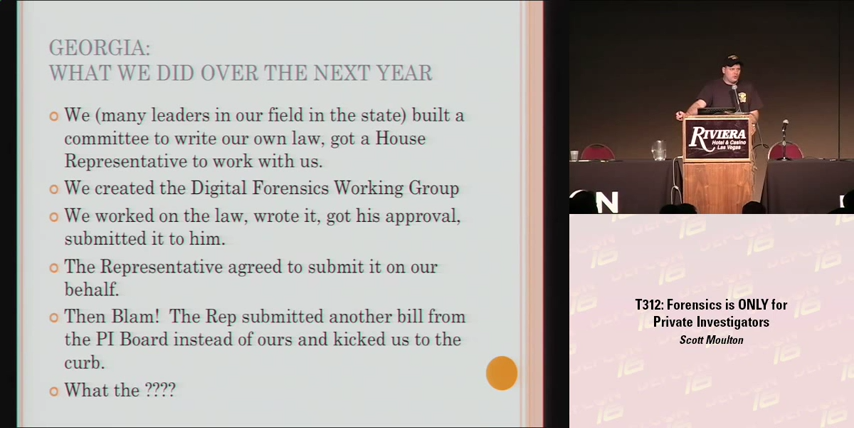 GEORGIA:
WHAT WE DID OVER THE NEXT YEAR
We (many leaders in our field in the state) built a
committee to write our own law, got a House
Representative to work with us.
We created the Digital Forensics Working Group
We worked on the law, wrote it, got his approval,
submitted it to him.
The Representative agreed to submit it on our
behalf.
Then Blam! The Rep submitted another bill from
the PI Board instead of ours and kicked us to the
curb.
What the ????
RIVIERA
Hotel & Casino
Las Vegas
ON
T312: Forensics is ONLY for
Private Investigators
Scott Moulton